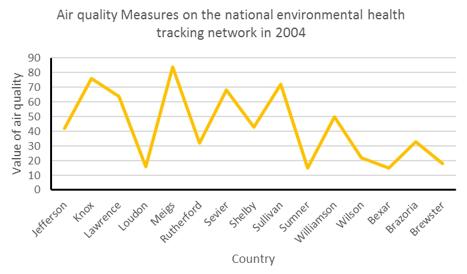 Air quality Measures on the national environmental health
tracking network in 2004
Value of air quality
90
80
70
60
50
40
30
20
10
0
Jefferson
Knox
Lawrence
Loudon
Meigs
Rutherford
Sevier
Shelby
Sullivan
Sumner
Williamson
Wilson
Bexar
Brazoria
Brewster
Country